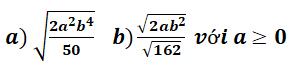 a) √(2a²b⁴/50) b) √(2ab²)/√162 với a ≥ 0